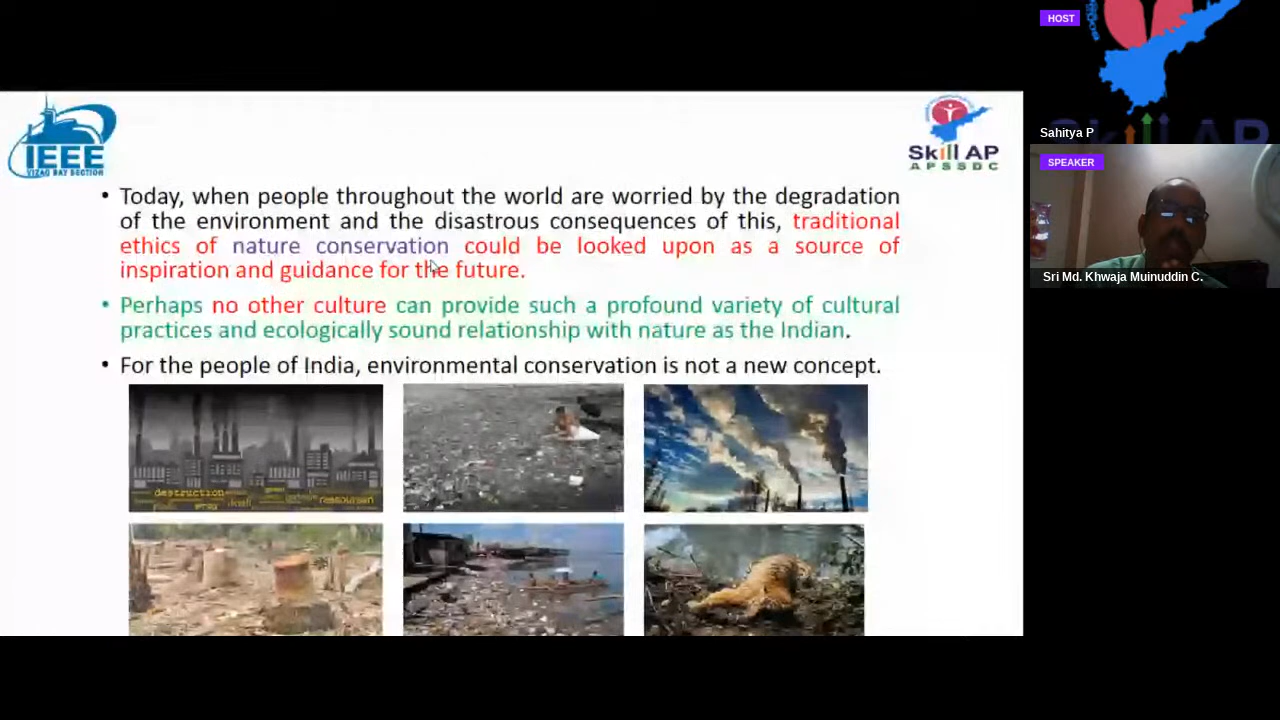 HOST
Sahitya P
SPEAKER
Sri Md. Khwaja Muinuddin C.
IEEE
VIZAG BAY SECTION
Skill AP
APSSDC
• Today, when people throughout the world are worried by the degradation
of the environment and the disastrous consequences of this, traditional
ethics of nature conservation could be looked upon as a source of
inspiration and guidance for the future.
• Perhaps no other culture can provide such a profound variety of cultural
practices and ecologically sound relationship with nature as the Indian.
• For the people of India, environmental conservation is not a new concept.
destruction